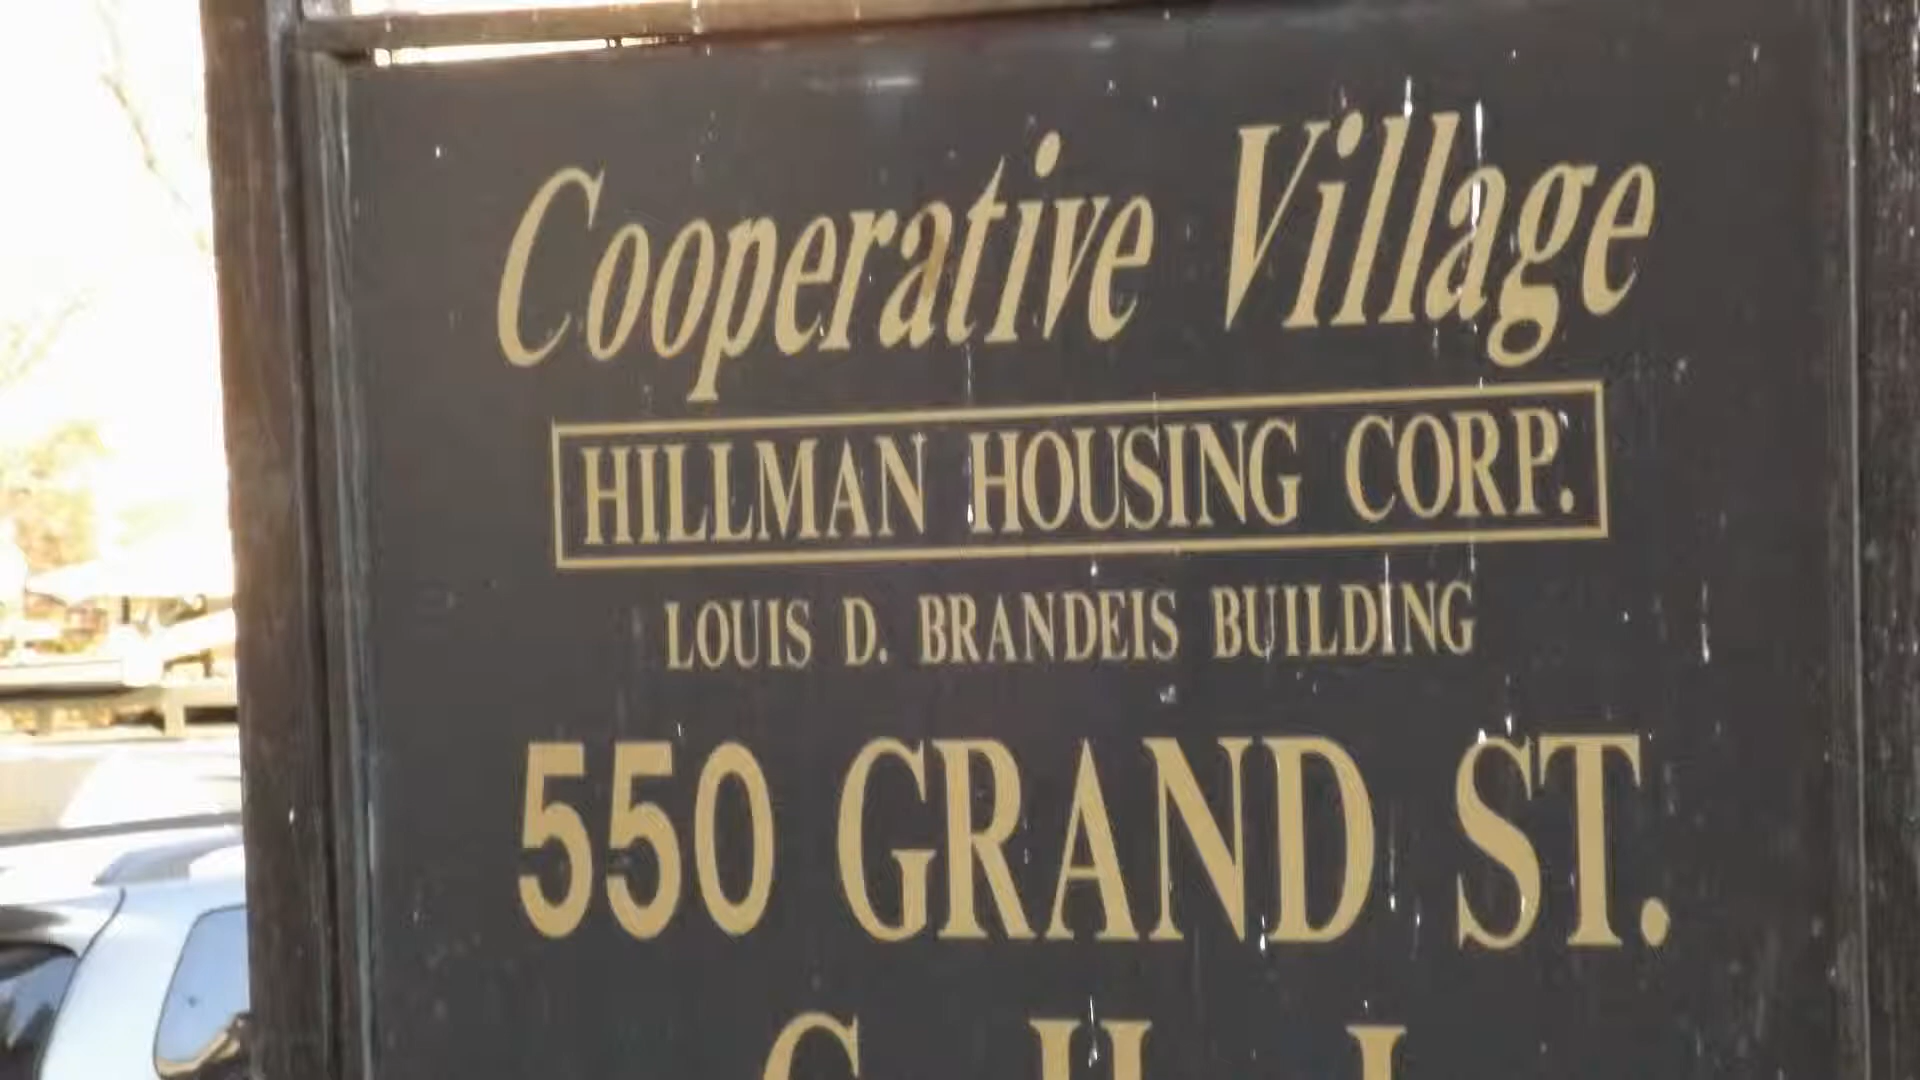 Cooperative Village
HILLMAN HOUSING CORP.
LOUIS D. BRANDEIS BUILDING
550 GRAND ST.